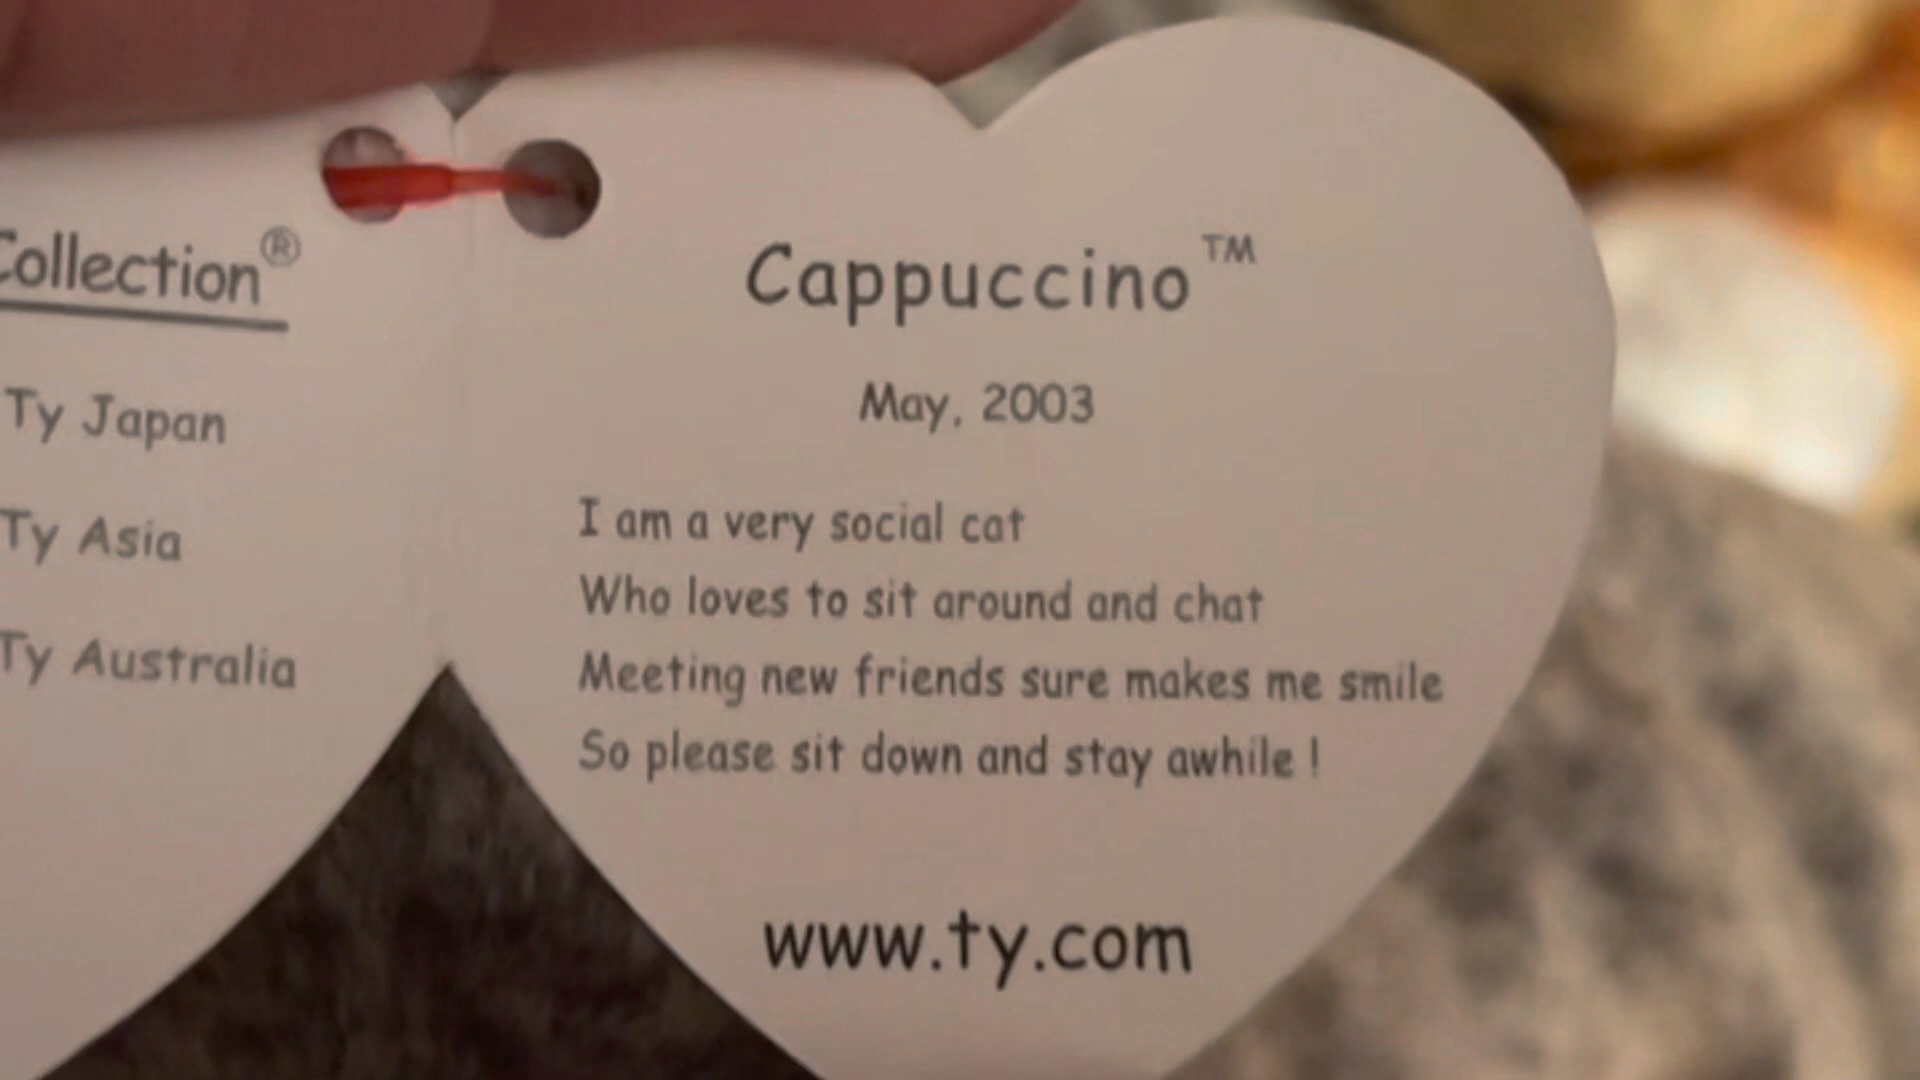 Collection®
Ty Japan
Ty Asia
Ty Australia
Cappuccino™
May, 2003
I am a very social cat
Who loves to sit around and chat
Meeting new friends sure makes me smile
So please sit down and stay awhile !
www.ty.com